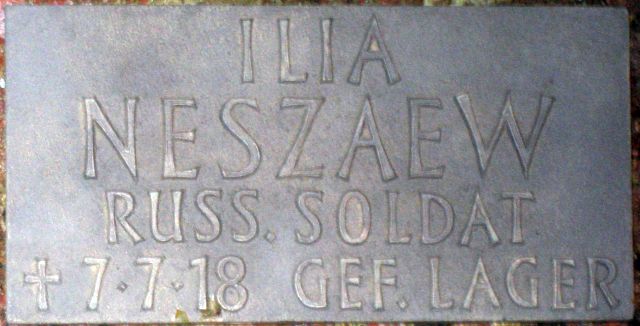 ILIA
NESZAEW
RUSS. SOLDAT
† 7·7·18 GEF. LAGER